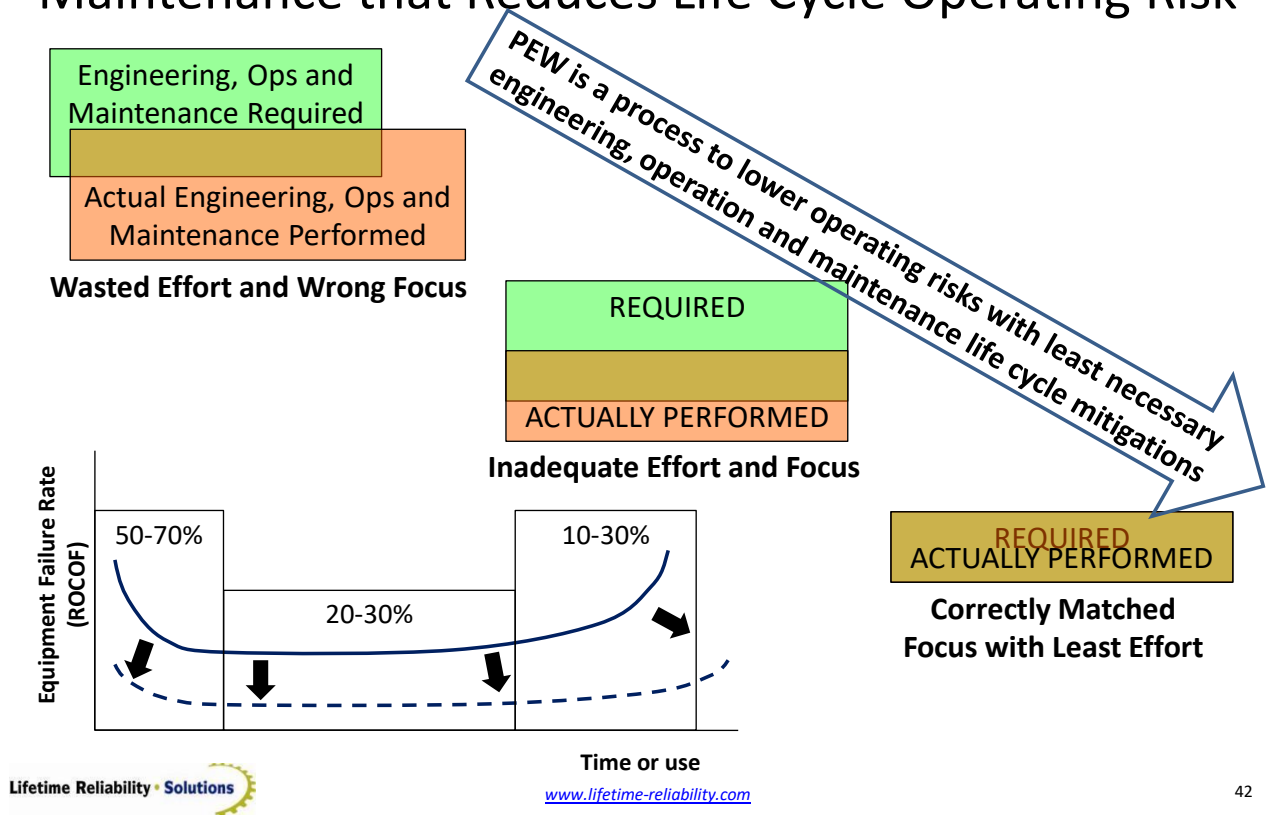 Maintenance that Reduces Life Cycle Operating Risk
Engineering, Ops and
Maintenance Required
Actual Engineering, Ops and
Maintenance Performed
Wasted Effort and Wrong Focus
PEW is a process to lower operating risks with least necessary
engineering, operation and maintenance life cycle mitigations
REQUIRED
ACTUALLY PERFORMED
Inadequate Effort and Focus
REQUIRED
ACTUALLY PERFORMED
Correctly Matched
Focus with Least Effort
Equipment Failure Rate
(ROCOF)
50-70%
20-30%
10-30%
Time or use
Lifetime Reliability • Solutions
www.lifetime-reliability.com
42